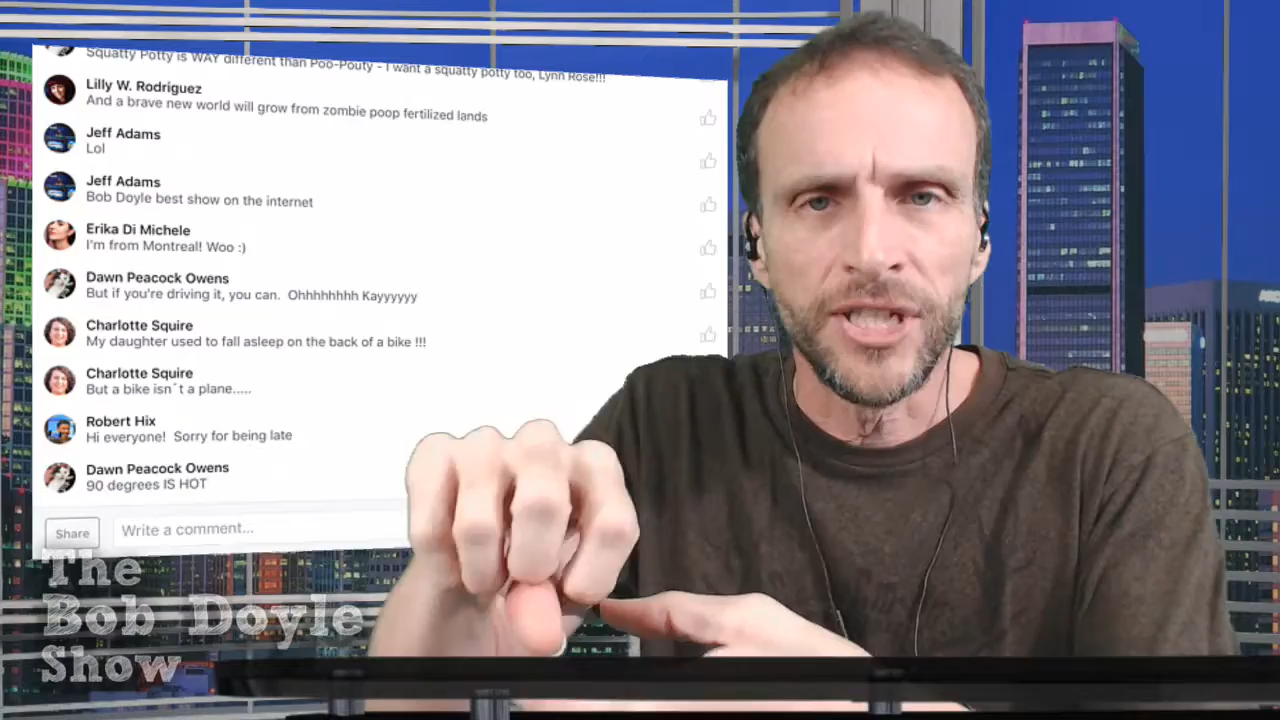 Squatty Potty is WAY different than Poo-Pouty - I want a squatty potty too, Lynn Rose!!!
Lilly W. Rodriguez
And a brave new world will grow from zombie poop fertilized lands
Jeff Adams
Lol
Jeff Adams
Bob Doyle best show on the internet
Erika Di Michele
I'm from Montreal! Woo :)
Dawn Peacock Owens
But if you're driving it, you can. Ohhhhhhhh Kayyyyyy
Charlotte Squire
My daughter used to fall asleep on the back of a bike !!!
Charlotte Squire
But a bike isn´t a plane.....
Robert Hix
Hi everyone! Sorry for being late
Dawn Peacock Owens
90 degrees IS HOT
Share
Write a comment...
The
Bob Doyle
Show